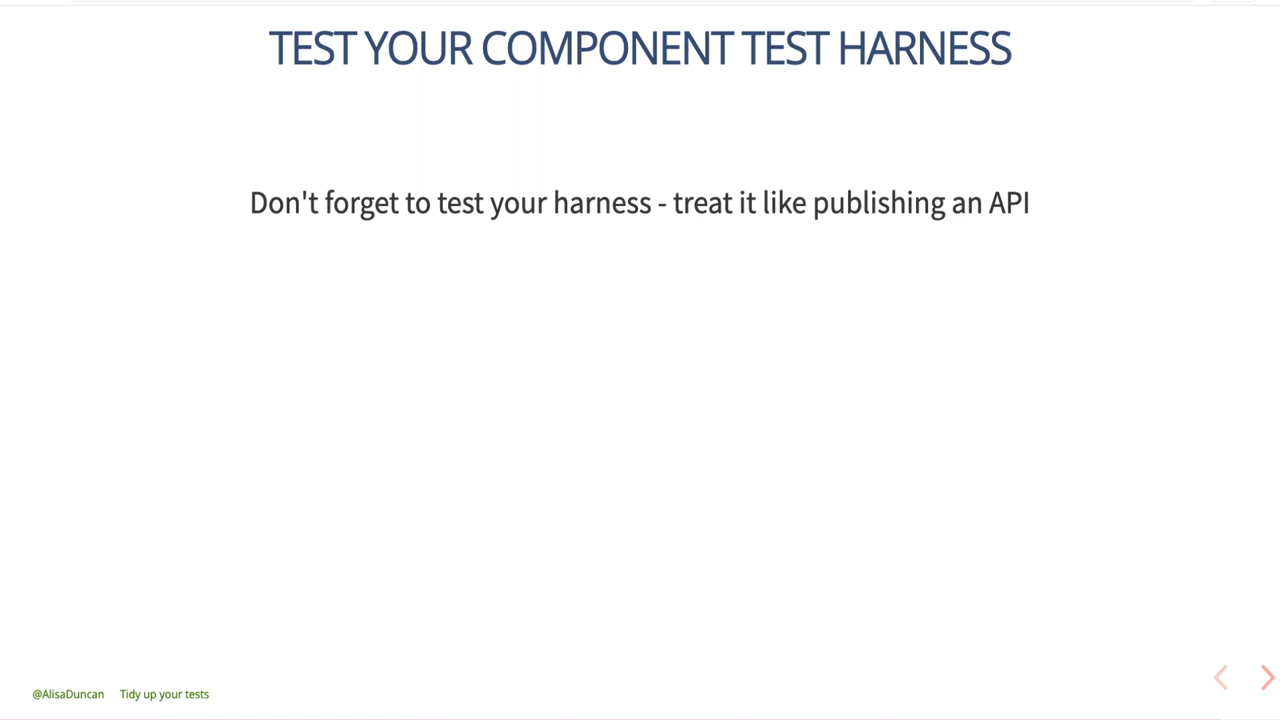 TEST YOUR COMPONENT TEST HARNESS
Don't forget to test your harness - treat it like publishing an API
@AlisaDuncan Tidy up your tests